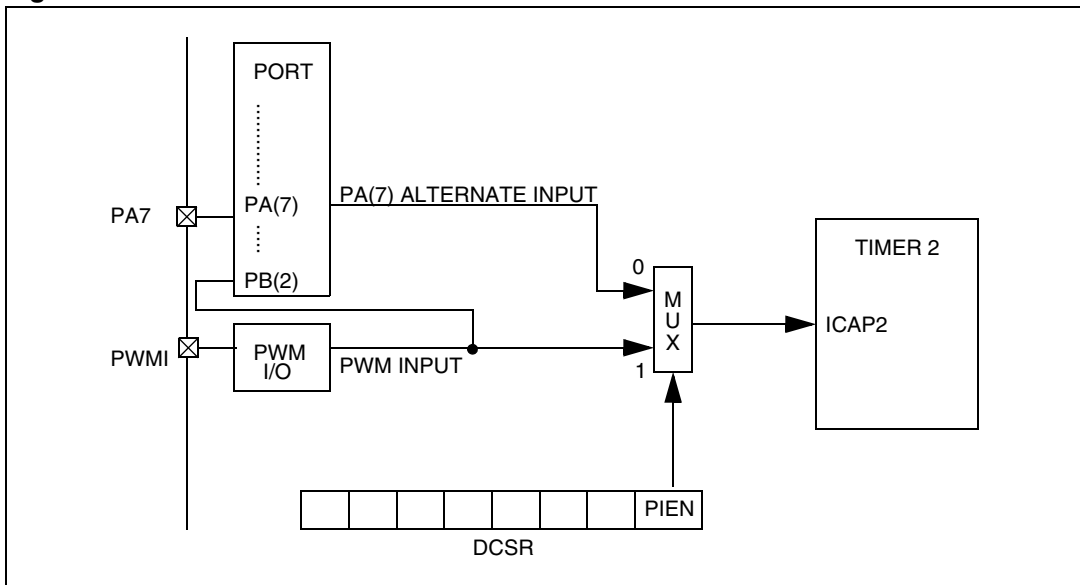 PORT
PA(7) ALTERNATE INPUT
PA7
PA(7)
PB(2)
0
MUX
TIMER 2
ICAP2
PWMI
PWM
I/O
PWM INPUT
1
PIEN
DCSR